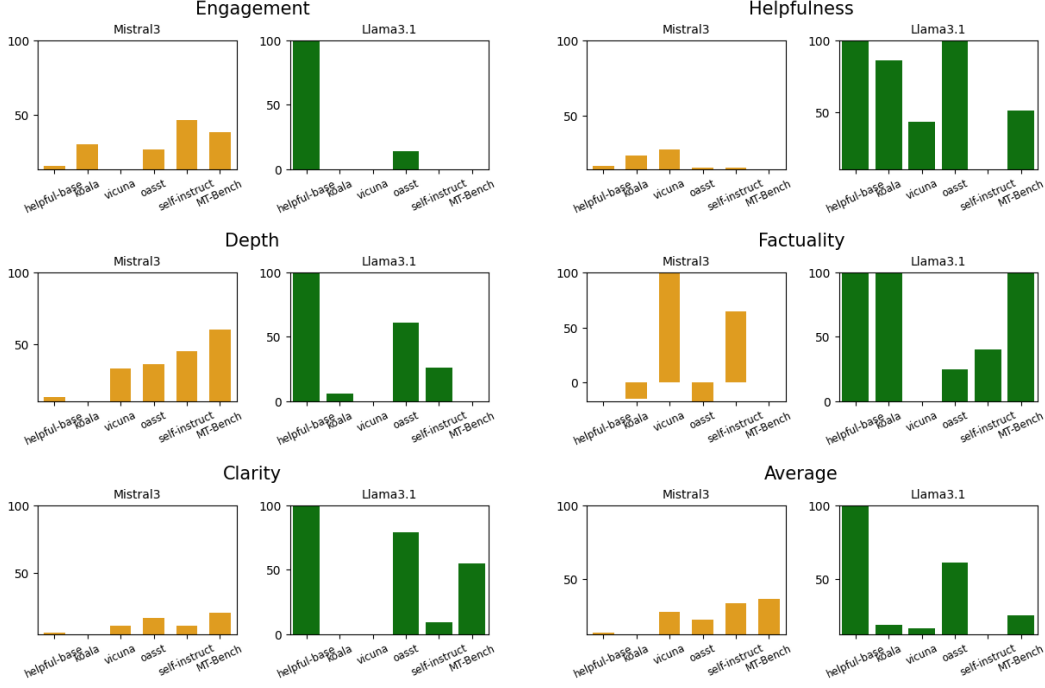 Engagement
Helpfulness
Mistral3
Llama3.1
Mistral3
Llama3.1
100
50
100
50
0
100
50
100
50
helpful-base koala vicuna oasst self-instruct MT-Bench
helpful-base koala vicuna oasst self-instruct MT-Bench
helpful-base koala vicuna oasst self-instruct MT-Bench
helpful-base koala vicuna oasst self-instruct MT-Bench
Depth
Factuality
Mistral3
Llama3.1
Mistral3
Llama3.1
100
50
100
50
0
100
50
0
100
50
0
helpful-base koala vicuna oasst self-instruct MT-Bench
helpful-base koala vicuna oasst self-instruct MT-Bench
helpful-base koala vicuna oasst self-instruct MT-Bench
helpful-base koala vicuna oasst self-instruct MT-Bench
Clarity
Average
Mistral3
Llama3.1
Mistral3
Llama3.1
100
50
100
50
0
100
50
100
50
helpful-base koala vicuna oasst self-instruct MT-Bench
helpful-base koala vicuna oasst self-instruct MT-Bench
helpful-base koala vicuna oasst self-instruct MT-Bench
helpful-base koala vicuna oasst self-instruct MT-Bench